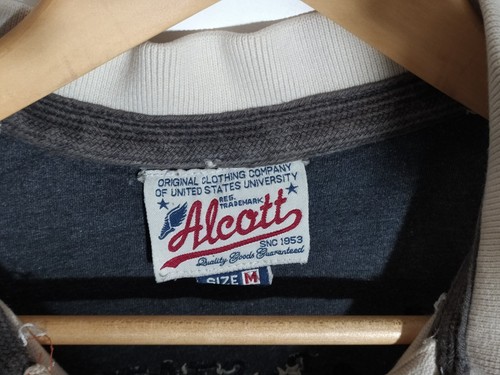 ORIGINAL CLOTHING COMPANY
OF UNITED STATES UNIVERSITY
REG.
TRADEMARK
Alcott
SNC 1953
Quality Goods Guaranteed
SIZE M